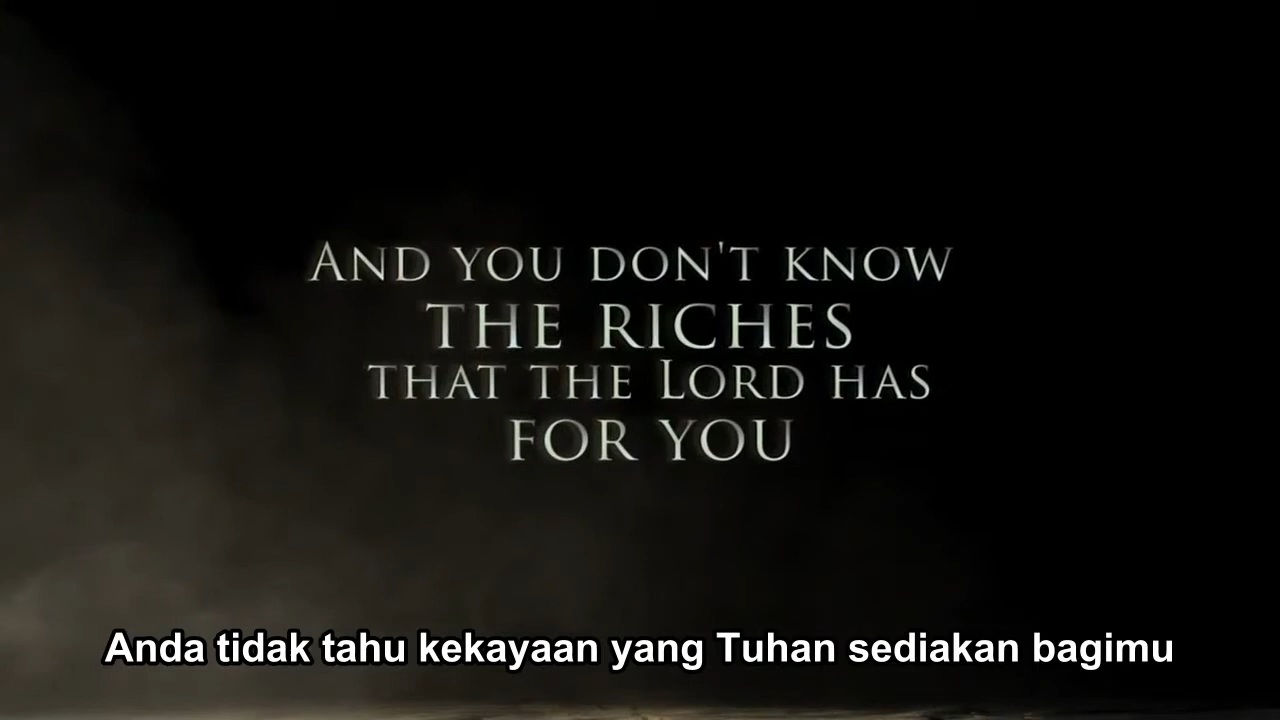 AND YOU DON'T KNOW
THE RICHES
THAT THE LORD HAS
FOR YOU
Anda tidak tahu kekayaan yang Tuhan sediakan bagimu